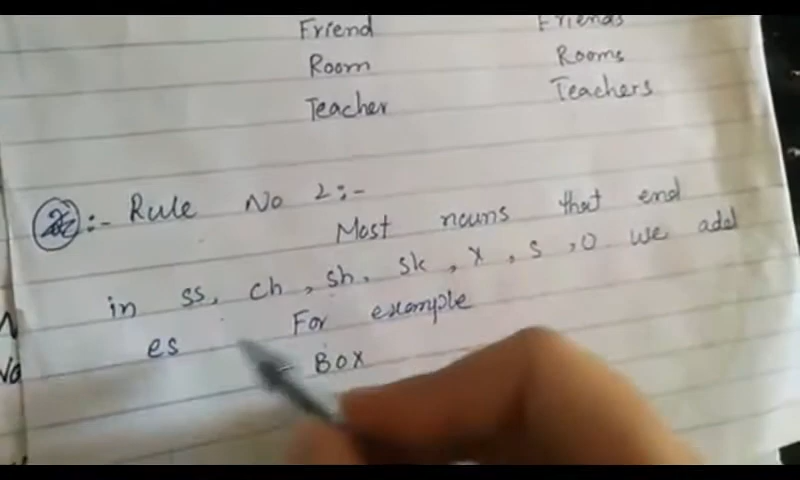 Friend Friends
Room Rooms
Teacher Teachers
:- Rule No 2:-
Most nouns that end
in ss, ch, sh, sk, x, s, o we add
es For example
- Box